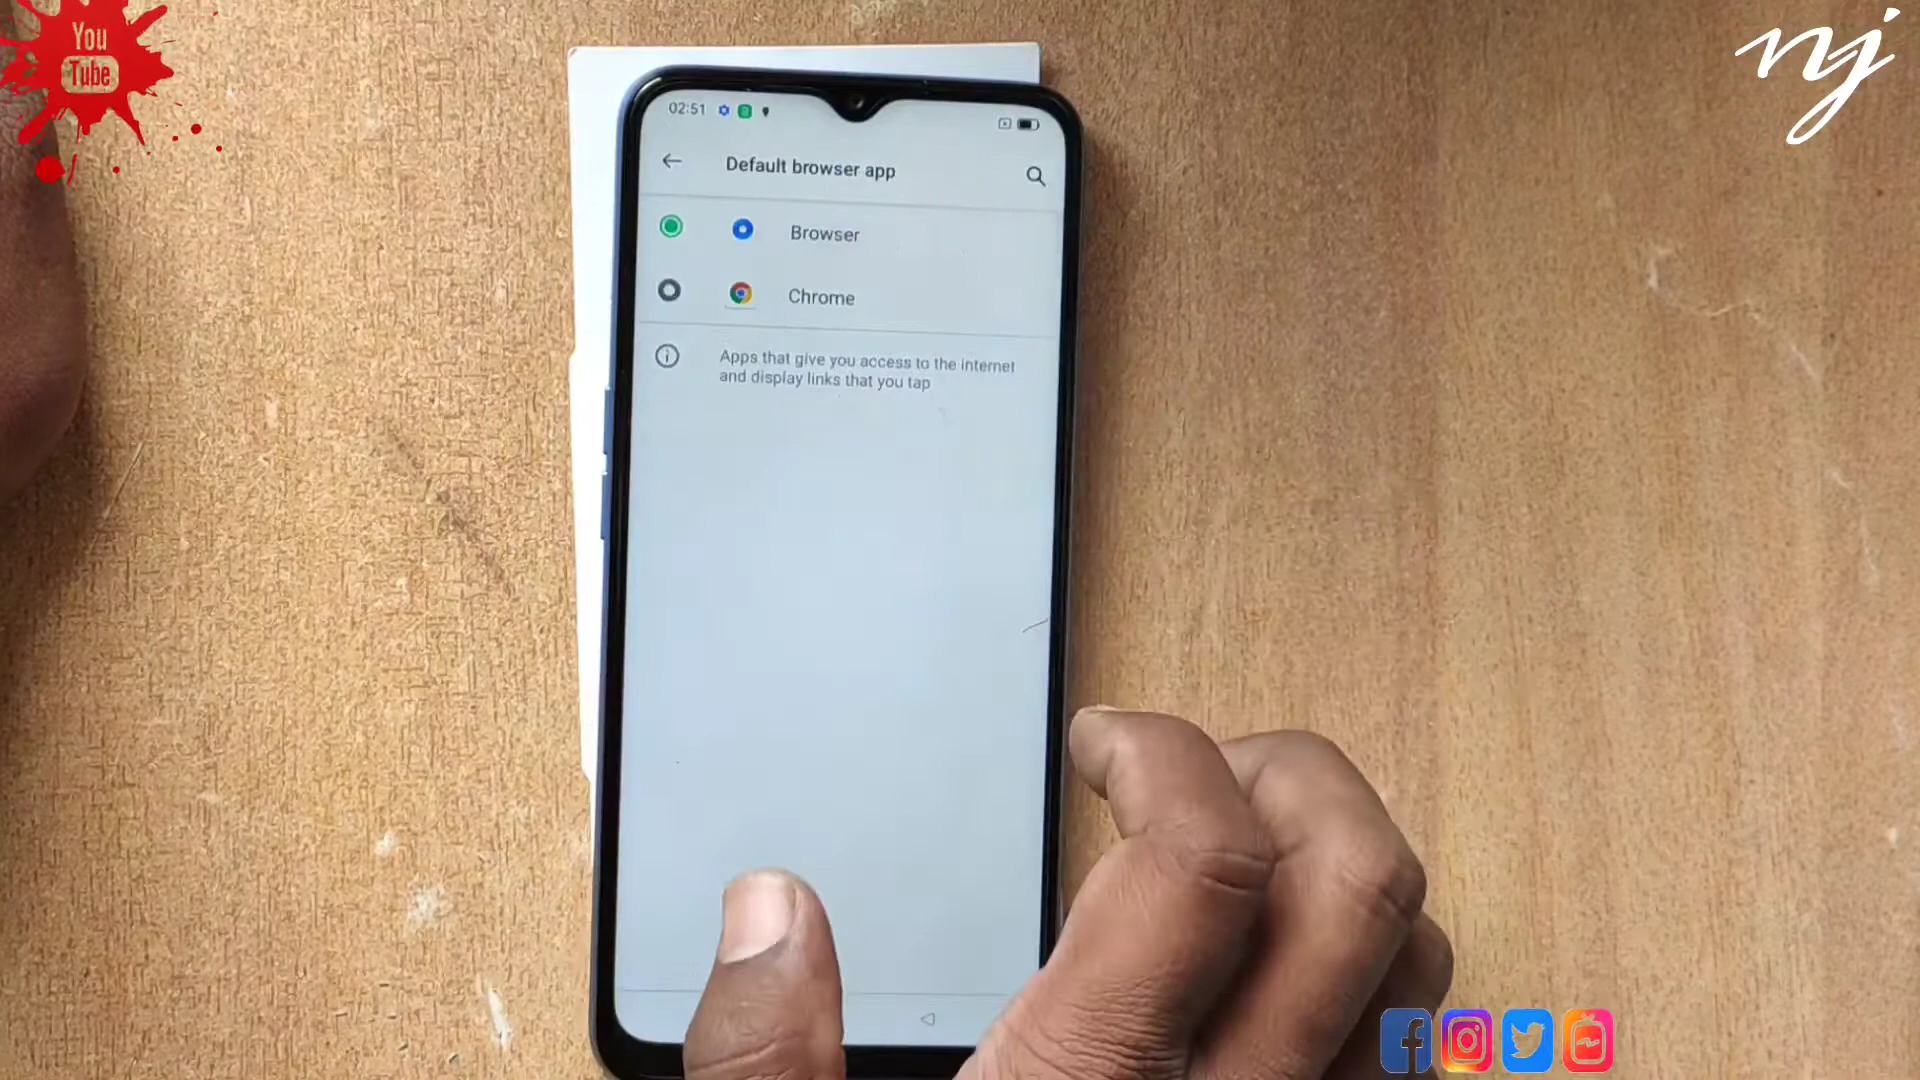 You
Tube
nj
02:51
Default browser app
Browser
Chrome
Apps that give you access to the internet
and display links that you tap